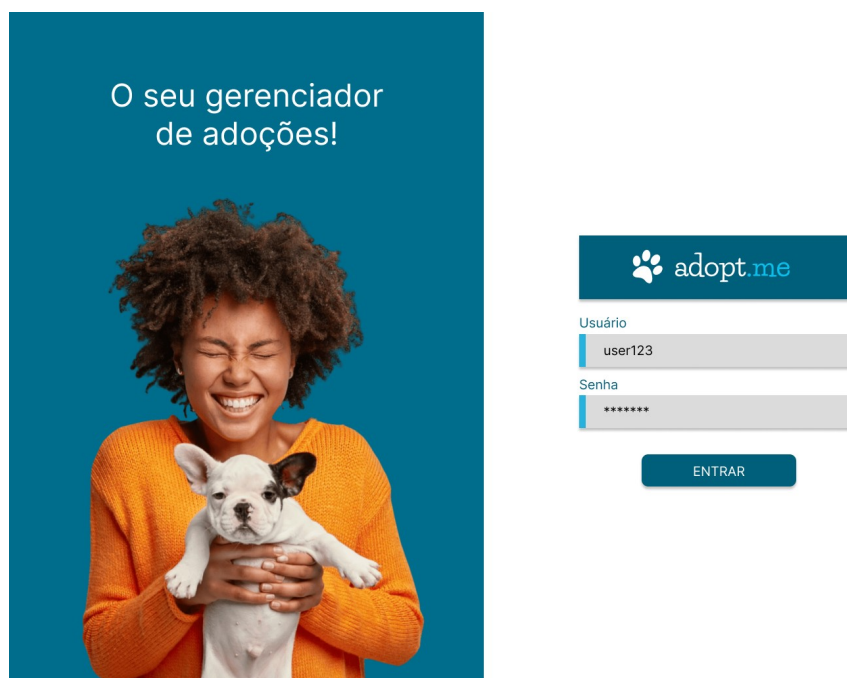 O seu gerenciador
de adoções!
adopt.me
Usuário
user123
Senha
*******
ENTRAR